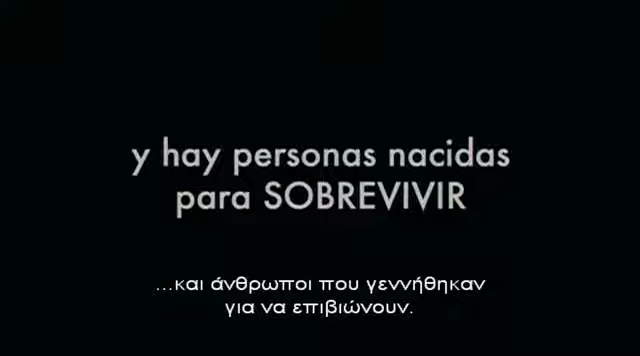 y hay personas nacidas
para SOBREVIVIR
...και άνθρωποι που γεννήθηκαν
για να επιβιώνουν.